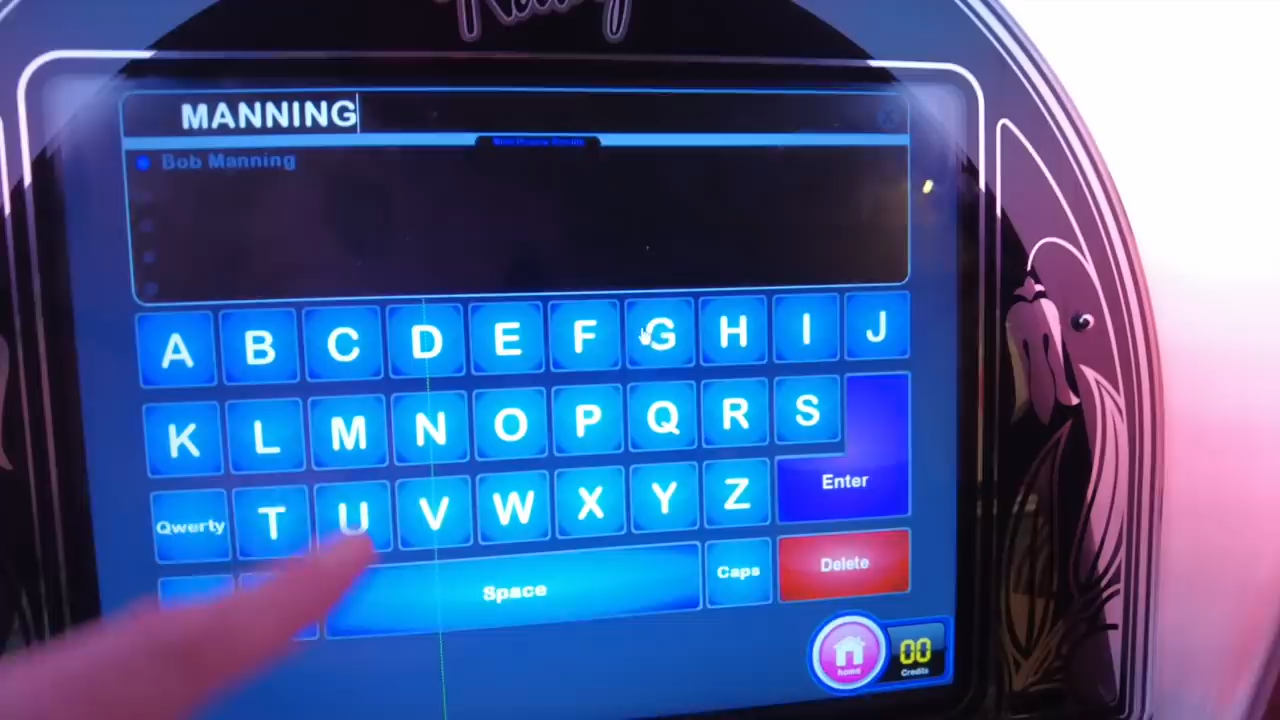 MANNING
Bob Manning
A B C D E F G H I J
K L M N O P Q R S
Qwerty T U V W X Y Z Enter
Space Caps Delete
home 00
Credits